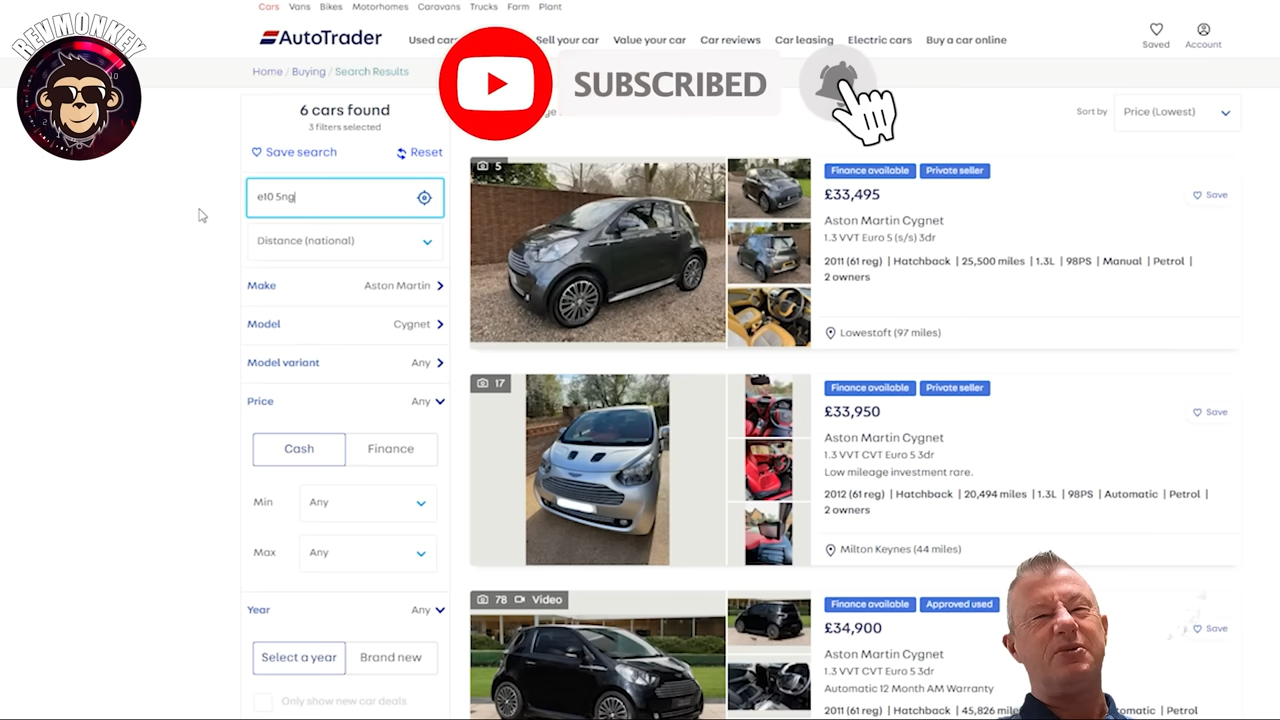 REVMONKEY
Cars Vans Bikes Motorhomes Caravans Trucks Farm Plant
AutoTrader
Used cars
Sell your car Value your car Car reviews Car leasing Electric cars Buy a car online
Saved Account
Home / Buying / Search Results
SUBSCRIBED
6 cars found
3 filters selected
Save search Reset
Sort by Price (Lowest)
e10 5ng
Distance (national)
Make Aston Martin
Model Cygnet
Model variant Any
Price Any
Cash Finance
Min Any
Max Any
Year Any
Select a year Brand new
Only show new car deals
5
Finance available Private seller
£33,495
Save
Aston Martin Cygnet
1.3 VVT Euro 5 (s/s) 3dr
2011 (61 reg) | Hatchback | 25,500 miles | 1.3L | 98PS | Manual | Petrol |
2 owners
Lowestoft (97 miles)
17
Finance available Private seller
£33,950
Save
Aston Martin Cygnet
1.3 VVT CVT Euro 5 3dr
Low mileage investment rare.
2012 (61 reg) | Hatchback | 20,494 miles | 1.3L | 98PS | Automatic | Petrol |
2 owners
Milton Keynes (44 miles)
78 Video
Finance available Approved used
£34,900
Save
Aston Martin Cygnet
1.3 VVT CVT Euro 5 3dr
Automatic 12 Month AM Warranty
2011 (61 reg) | Hatchback | 45,826 miles | Petrol